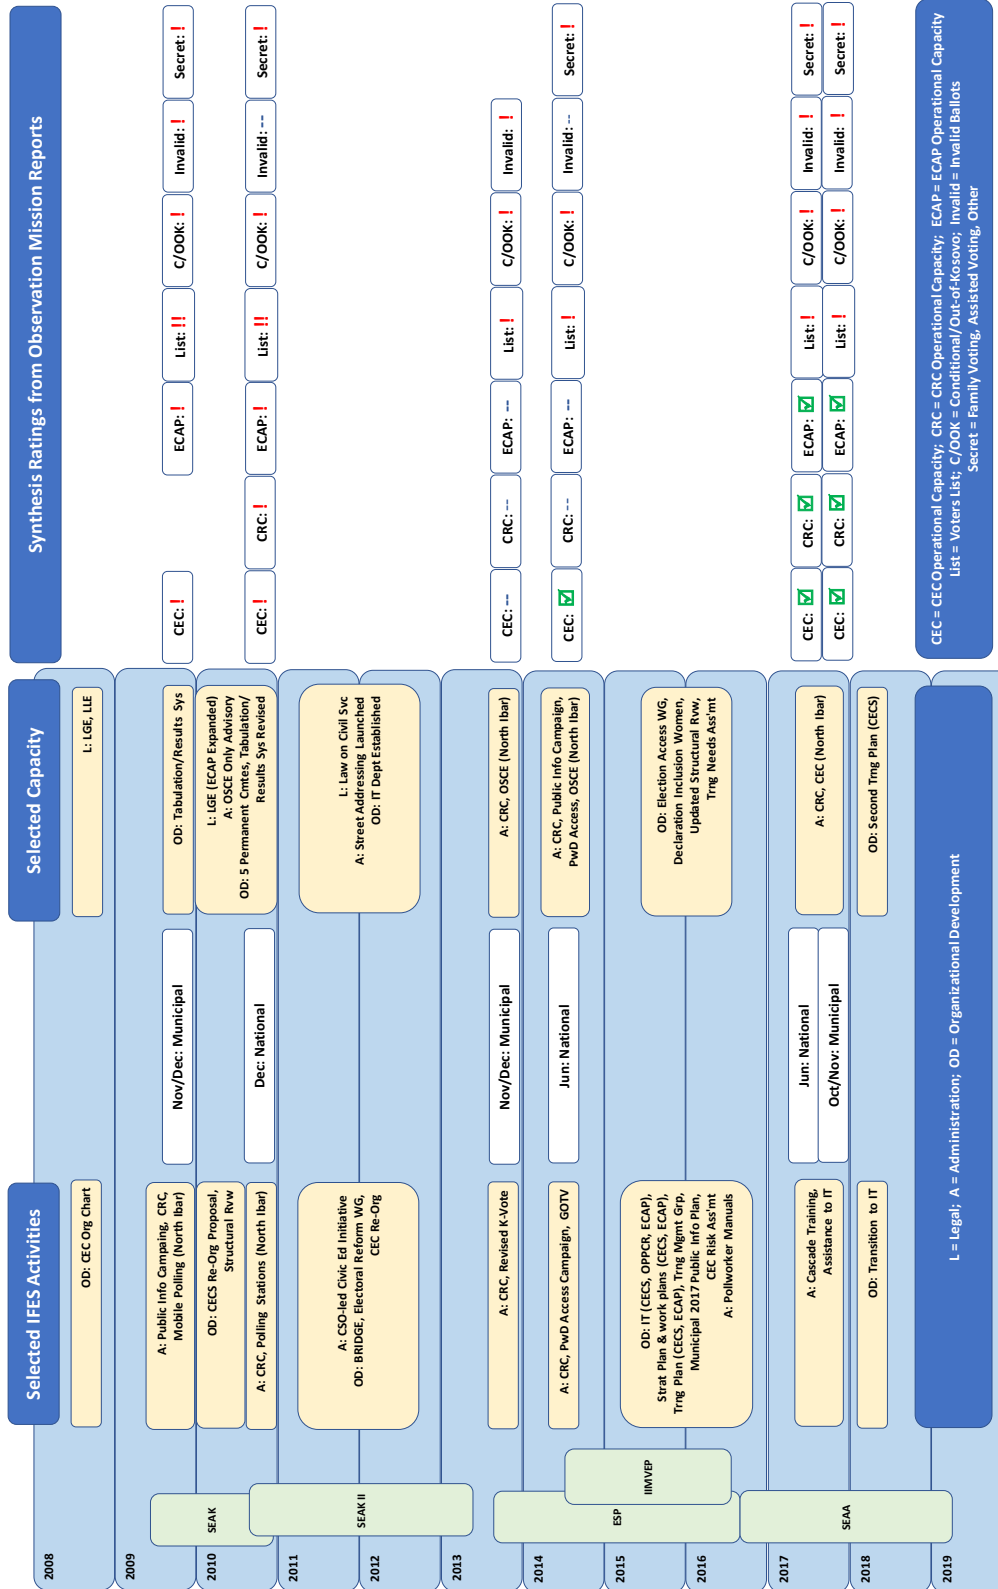 Selected IFES Activities
Selected Capacity
Synthesis Ratings from Observation Mission Reports
2008
OD: CEC Org Chart
L: LGE, LLE
2009
A: Public Info Campaing, CRC,
Mobile Polling (North Ibar)
Nov/Dec: Municipal
OD: Tabulation/Results Sys
CEC: !
ECAP: !
List: !!
C/OOK: !
Invalid: !
Secret: !
SEAK
2010
OD: CECS Re-Org Proposal,
Structural Rvw
A: CRC, Polling Stations (North Ibar)
Dec: National
L: LGE (ECAP Expanded)
A: OSCE Only Advisory
OD: 5 Permanent Cmtes, Tabulation/
Results Sys Revised
CEC: !
CRC: !
ECAP: !
List: !!
C/OOK: !
Invalid: --
Secret: !
2011
SEAK II
A: CSO-led Civic Ed Initiative
OD: BRIDGE, Electoral Reform WG,
CEC Re-Org
L: Law on Civil Svc
A: Street Addressing Launched
OD: IT Dept Established
2012
2013
A: CRC, Revised K-Vote
Nov/Dec: Municipal
A: CRC, OSCE (North Ibar)
CEC: --
CRC: --
ECAP: --
List: !
C/OOK: !
Invalid: !
2014
A: CRC, PwD Access Campaign, GOTV
Jun: National
A: CRC, Public Info Campaign,
PwD Access, OSCE (North Ibar)
CEC: ☑
CRC: --
ECAP: --
List: !
C/OOK: !
Invalid: --
Secret: !
ESP
IIMVEP
2015
OD: IT (CECS, OPPCR, ECAP),
Strat Plan & work plans (CECS, ECAP),
Trng Plan (CECS, ECAP), Trng Mgmt Grp,
Municipal 2017 Public Info Plan,
CEC Risk Ass'mt
A: Pollworker Manuals
OD: Election Access WG,
Declaration Inclusion Women,
Updated Structural Rvw,
Trng Needs Ass'mt
2016
2017
SEAA
A: Cascade Training,
Assistance to IT
Jun: National
Oct/Nov: Municipal
A: CRC, CEC (North Ibar)
CEC: ☑
CRC: ☑
ECAP: ☑
List: !
C/OOK: !
Invalid: !
Secret: !
CEC: ☑
CRC: ☑
ECAP: ☑
List: !
C/OOK: !
Invalid: !
Secret: !
2018
OD: Transition to IT
OD: Second Trng Plan (CECS)
2019
L = Legal; A = Administration; OD = Organizational Development
CEC = CEC Operational Capacity; CRC = CRC Operational Capacity; ECAP = ECAP Operational Capacity
List = Voters List; C/OOK = Conditional/Out-of-Kosovo; Invalid = Invalid Ballots
Secret = Family Voting, Assisted Voting, Other